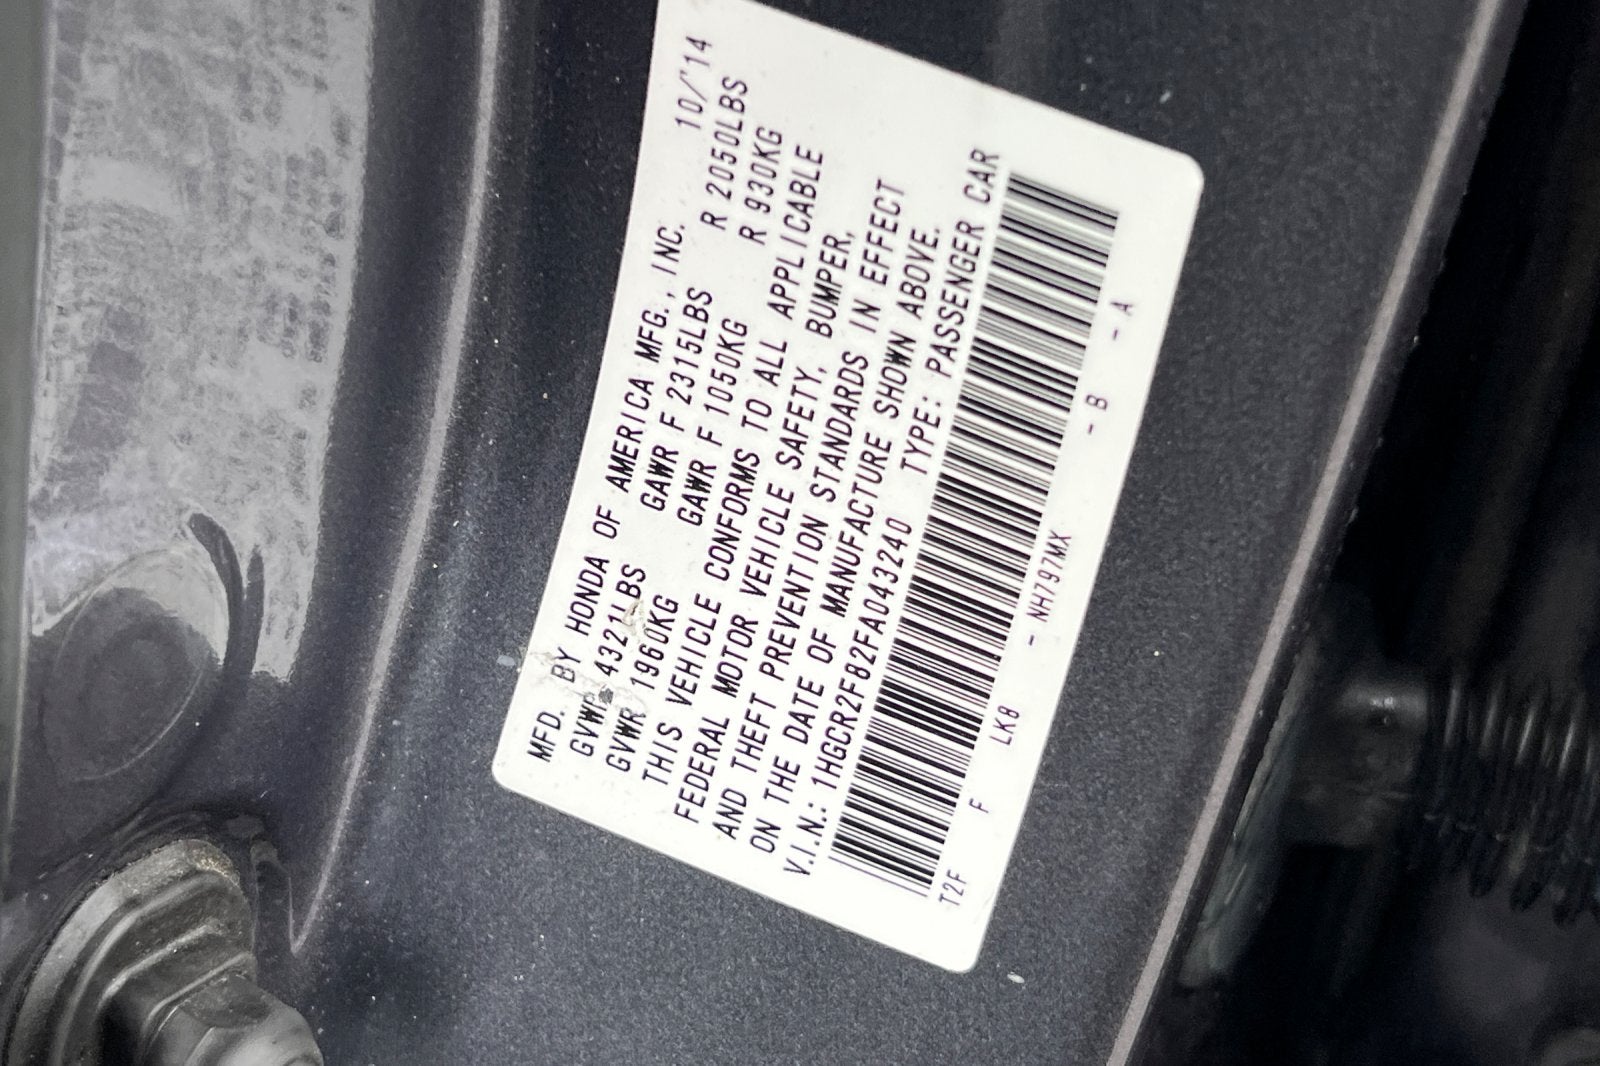 MFD. BY HONDA OF AMERICA MFG., INC. 10/'14
GVWR 4321LBS GAWR F 2315LBS R 2050LBS
GVWR 1960KG GAWR F 1050KG R 930KG
THIS VEHICLE CONFORMS TO ALL APPLICABLE
FEDERAL MOTOR VEHICLE SAFETY, BUMPER,
AND THEFT PREVENTION STANDARDS IN EFFECT
ON THE DATE OF MANUFACTURE SHOWN ABOVE.
V.I.N.: 1HGCR2F82FA043240 TYPE: PASSENGER CAR
T2F F LK8 - NH797MX - B - A